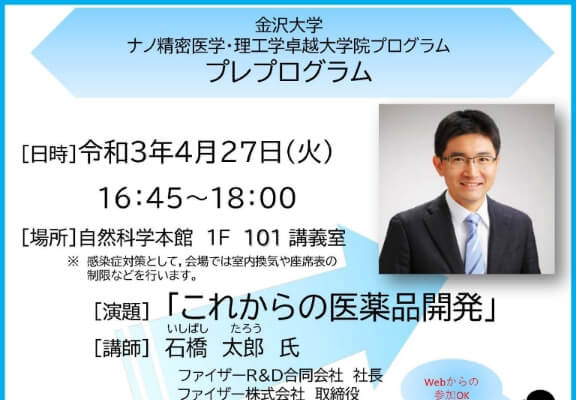 金沢大学
ナノ精密医学・理工学卓越大学院プログラム
プレプログラム
［日時］令和3年4月27日（火）
16：45～18：00
［場所］自然科学本館 1F 101 講義室
※ 感染症対策として，会場では室内換気や座席表の
制限などを行います。
［演題］「これからの医薬品開発」
いしばし たろう
［講師］ 石橋 太郎 氏
ファイザーR＆D合同会社 社長
ファイザー株式会社 取締役
Webからの
参加OK